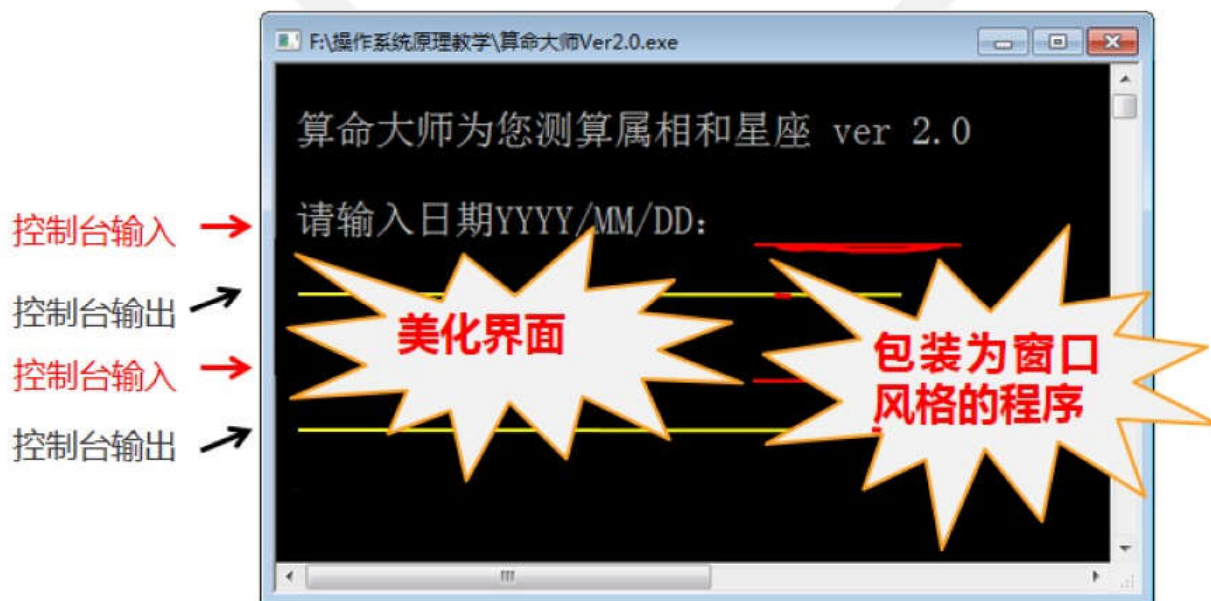 F:\操作系统原理教学\算命大师Ver2.0.exe
算命大师为您测算属相和星座 ver 2.0
请输入日期YYYY/MM/DD:
控制台输入
控制台输出
控制台输入
控制台输出
美化界面
包装为窗口
风格的程序